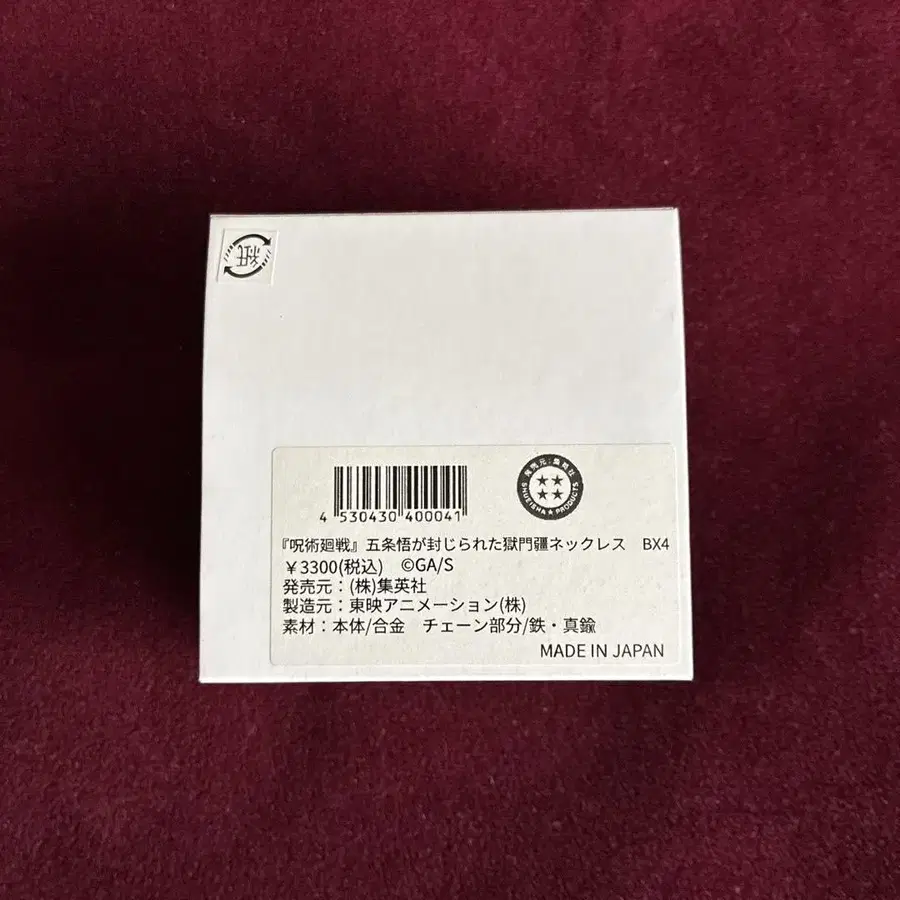 紙
4 530430 400041
発売元:集英社
SHUEISHA★PRODUCTS
『呪術廻戦』五条悟が封じられた獄門疆ネックレス BX4
￥3300(税込) ©GA/S
発売元：(株)集英社
製造元：東映アニメーション(株)
素材：本体/合金 チェーン部分/鉄・真鍮
MADE IN JAPAN